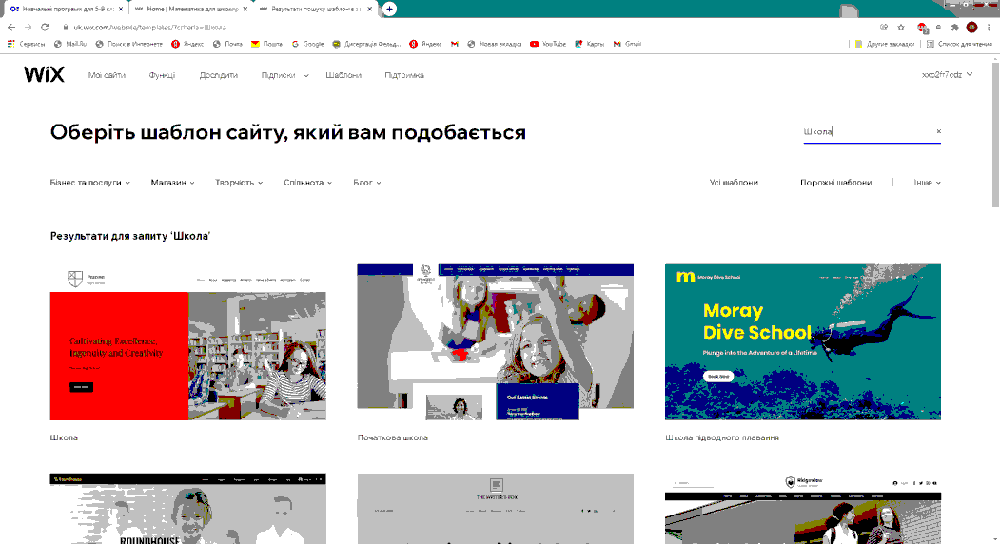 Навчальні програми для 5-9 кла
Home | Математика для школяр
Результати пошуку шаблонів за
uk.wix.com/website/templates/?criteria=Школа
Сервисы Mail.Ru Поиск в Интернете Яндекс Почта Пошта Google Дисертація Фельд... Яндекс Новая вкладка YouTube Карты Gmail Другие закладки Список для чтения
WiX Мої сайти Функції Дослідити Підписки Шаблони Підтримка xxp2fr7edz
Оберіть шаблон сайту, який вам подобається
Школа
Бізнес та послуги Магазин Творчість Спільнота Блог Усі шаблони Порожні шаблони Інше
Результати для запиту ‘Школа’
Cultivating Excellence,
Ingenuity and Creativity
Our Latest Events
m Moray Dive School
Moray
Dive School
Plunge into the Adventure of a Lifetime
Book Now
Школа
Початкова школа
Школа підводного плавання
THE WRITER'S BOX
Ridgeview
ROUNDHOUSE